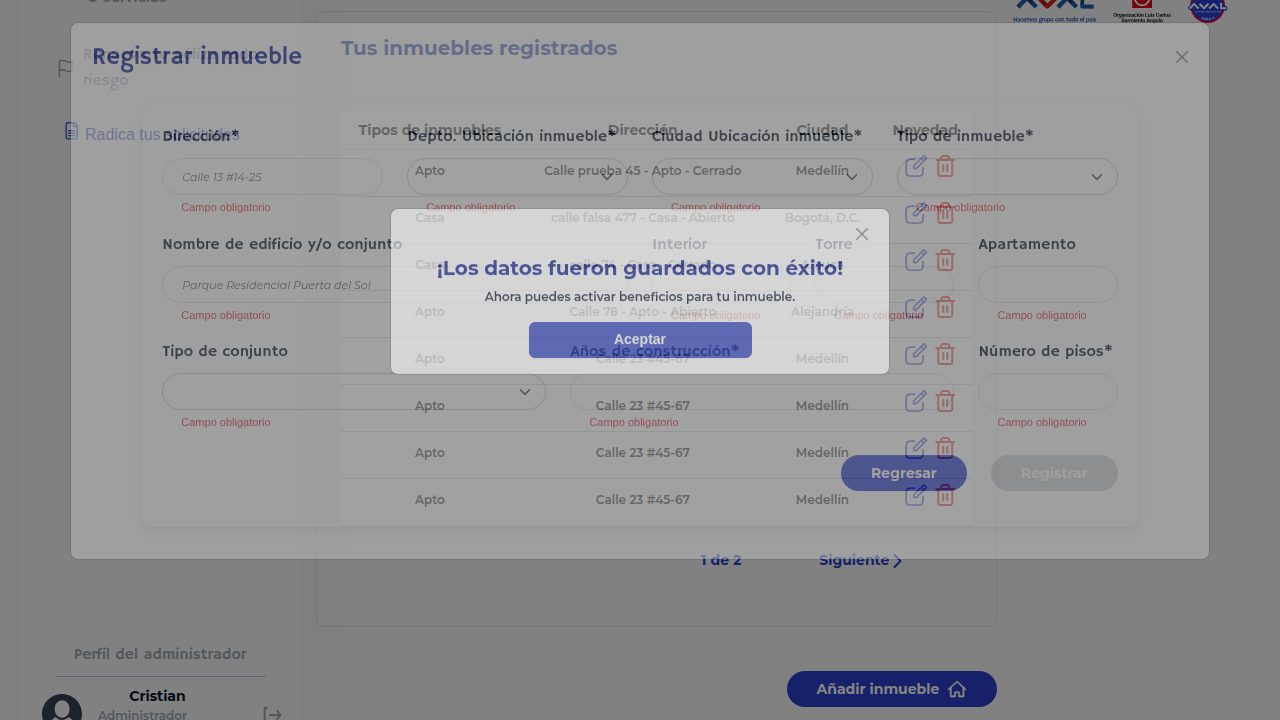 Hacemos grupo con todo el país
Organización Luis Carlos
Sarmiento Angulo
Registrar inmueble
Tus inmuebles registrados
riesgo
Radica tus
Dirección*
Depto. Ubicación inmueble*
Ciudad Ubicación inmueble*
Tipo de inmueble*
Tipos de inmuebles
Dirección
Ciudad
Novedad
Calle 13 #14-25
Apto
Calle prueba 45 - Apto - Cerrado
Medellín
Campo obligatorio
Campo obligatorio
Campo obligatorio
Campo obligatorio
Casa
calle falsa 477 - Casa - Abierto
Bogotá, D.C.
Nombre de edificio y/o conjunto
Interior
Torre
Apartamento
¡Los datos fueron guardados con éxito!
Parque Residencial Puerta del Sol
Ahora puedes activar beneficios para tu inmueble.
Apto
Calle 78 - Apto - Abierto
Alejandría
Campo obligatorio
Campo obligatorio
Campo obligatorio
Campo obligatorio
Aceptar
Tipo de conjunto
Años de construcción*
Número de pisos*
Apto
Calle 23 #45-67
Medellín
Apto
Calle 23 #45-67
Medellín
Campo obligatorio
Campo obligatorio
Campo obligatorio
Apto
Calle 23 #45-67
Medellín
Regresar
Registrar
Apto
Calle 23 #45-67
Medellín
1 de 2
Siguiente
Perfil del administrador
Cristian
Administrador
Añadir inmueble